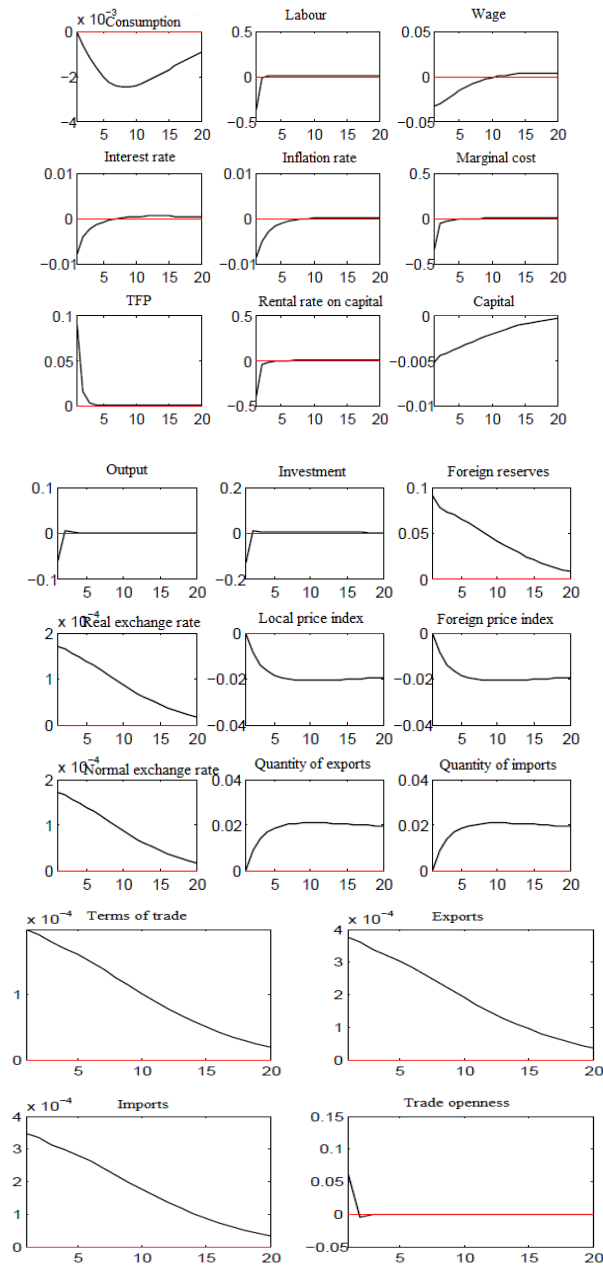 × 10⁻³ Consumption Labour Wage
0 0.5 0.05
−2 0 0
−4 −0.5 −0.05
5 10 15 20 5 10 15 20 5 10 15 20
Interest rate Inflation rate Marginal cost
0.01 0.01 0.5
0 0 0
−0.01 −0.01 −0.5
5 10 15 20 5 10 15 20 5 10 15 20
TFP Rental rate on capital Capital
0.1 0.5 0
0.05 0 −0.005
0 −0.5 −0.01
5 10 15 20 5 10 15 20 5 10 15 20
Output Investment Foreign reserves
0.1 0.2 0.1
0 0 0.05
−0.1 −0.2 0
5 10 15 20 5 10 15 20 5 10 15 20
× 10⁻⁴ Real exchange rate Local price index Foreign price index
2 0 0
1 −0.02 −0.02
0 −0.04 −0.04
5 10 15 20 5 10 15 20 5 10 15 20
× 10⁻⁴ Normal exchange rate Quantity of exports Quantity of imports
2 0.04 0.04
1 0.02 0.02
0 0 0
5 10 15 20 5 10 15 20 5 10 15 20
× 10⁻⁴ Terms of trade × 10⁻⁴ Exports
4
3
1 2
1
0 0
5 10 15 20 5 10 15 20
× 10⁻⁴ Imports Trade openness
4 0.15
3 0.1
2 0.05
1 0
0 −0.05
5 10 15 20 5 10 15 20